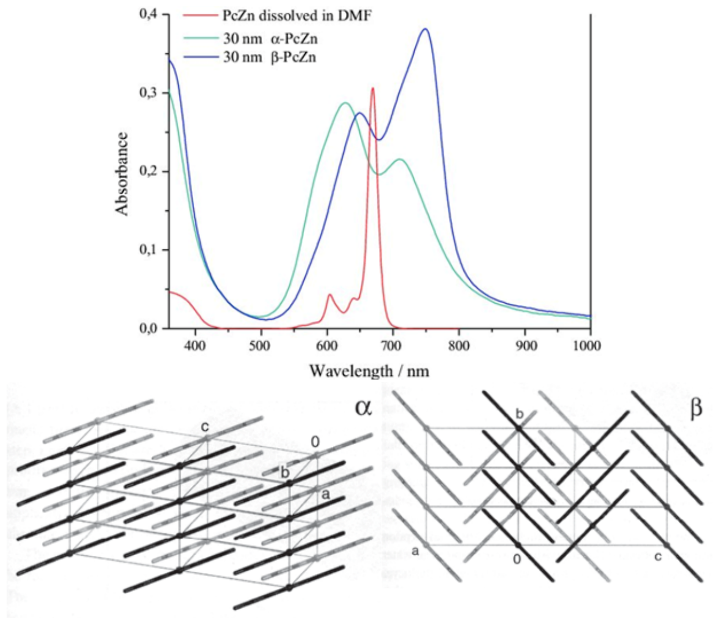 0,4
PcZn dissolved in DMF
30 nm α-PcZn
30 nm β-PcZn
0,3
Absorbance
0,2
0,1
0,0
400 500 600 700 800 900 1000
Wavelength / nm
α
c
0
b
a
β
b
a
0
c